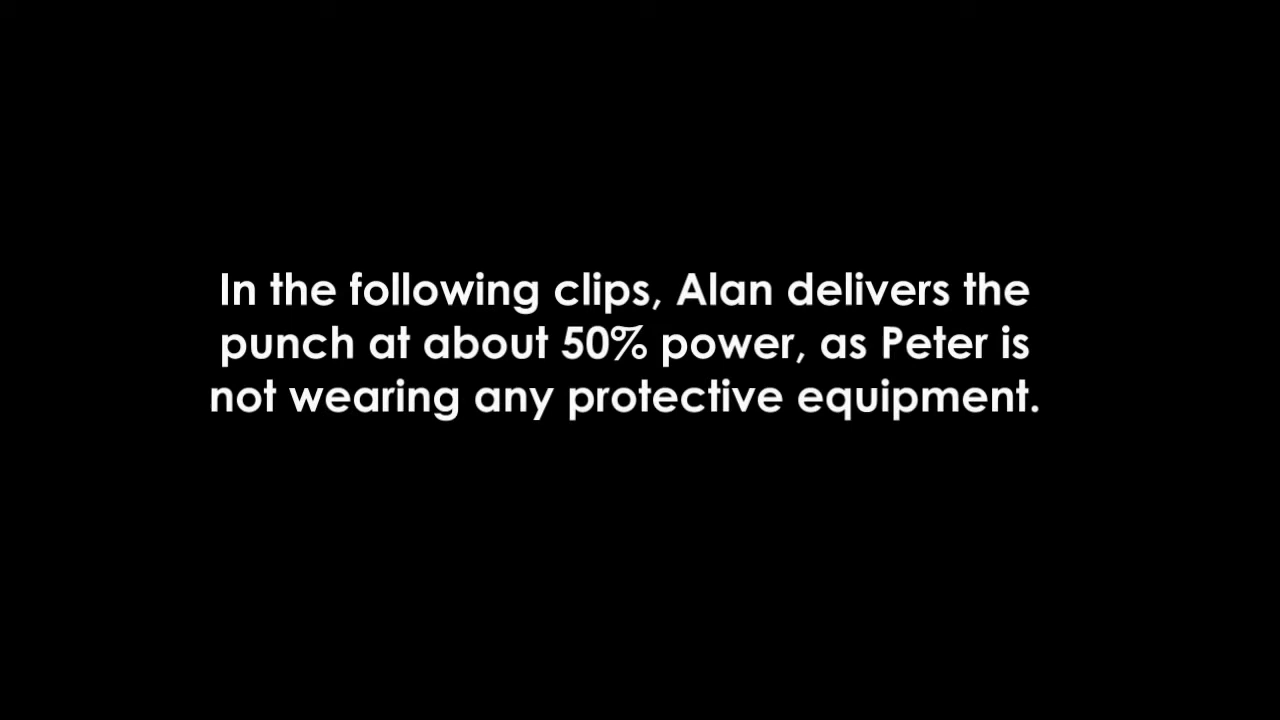 In the following clips, Alan delivers the
punch at about 50% power, as Peter is
not wearing any protective equipment.